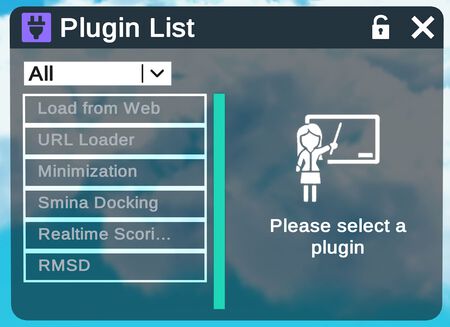 Plugin List
All
Load from Web
URL Loader
Minimization
Smina Docking
Realtime Scori...
RMSD
Please select a
plugin